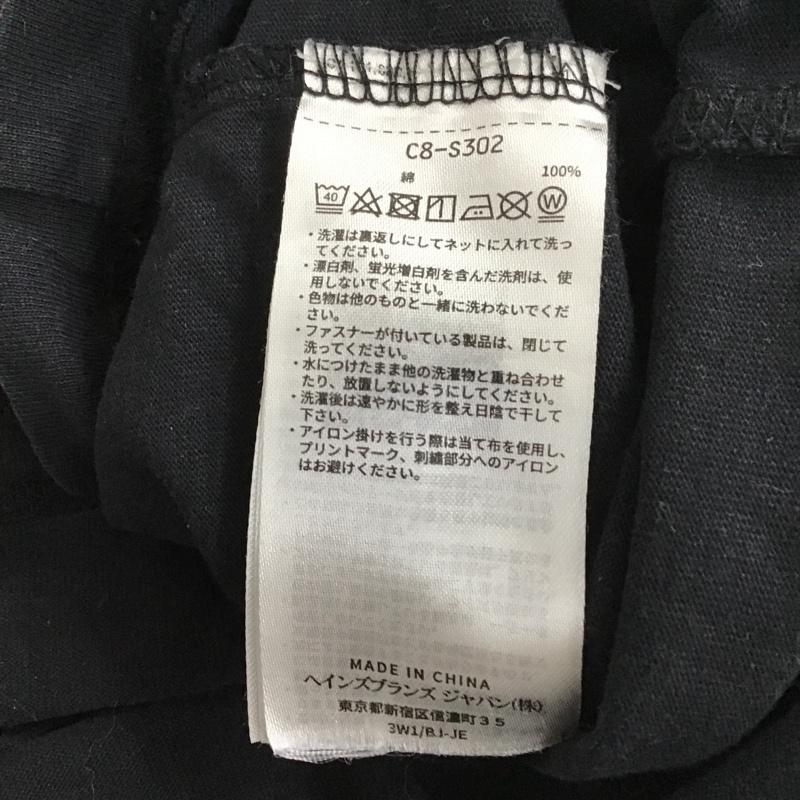 C8-S302
綿 100%
40
W
・洗濯は裏返しにしてネットに入れて洗っ
てください。
・漂白剤、蛍光増白剤を含んだ洗剤は、使
用しないでください。
・色物は他のものと一緒に洗わないでくだ
さい。
・ファスナーが付いている製品は、閉じて
洗ってください。
・水につけたまま他の洗濯物と重ね合わせ
たり、放置しないようにしてください。
・洗濯後は速やかに形を整え日陰で干して
下さい。
・アイロン掛けを行う際は当て布を使用し、
プリントマーク、刺繍部分へのアイロン
はお避けください。
MADE IN CHINA
ヘインズブランズ ジャパン(株)
東京都新宿区信濃町35
3W1/BJ-JE